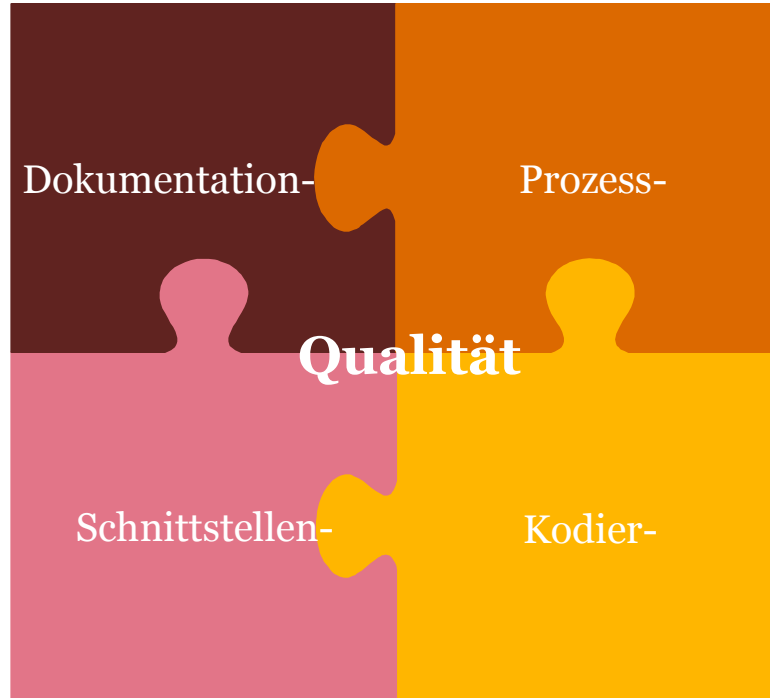 Dokumentation-
Prozess-
Qualität
Schnittstellen-
Kodier-